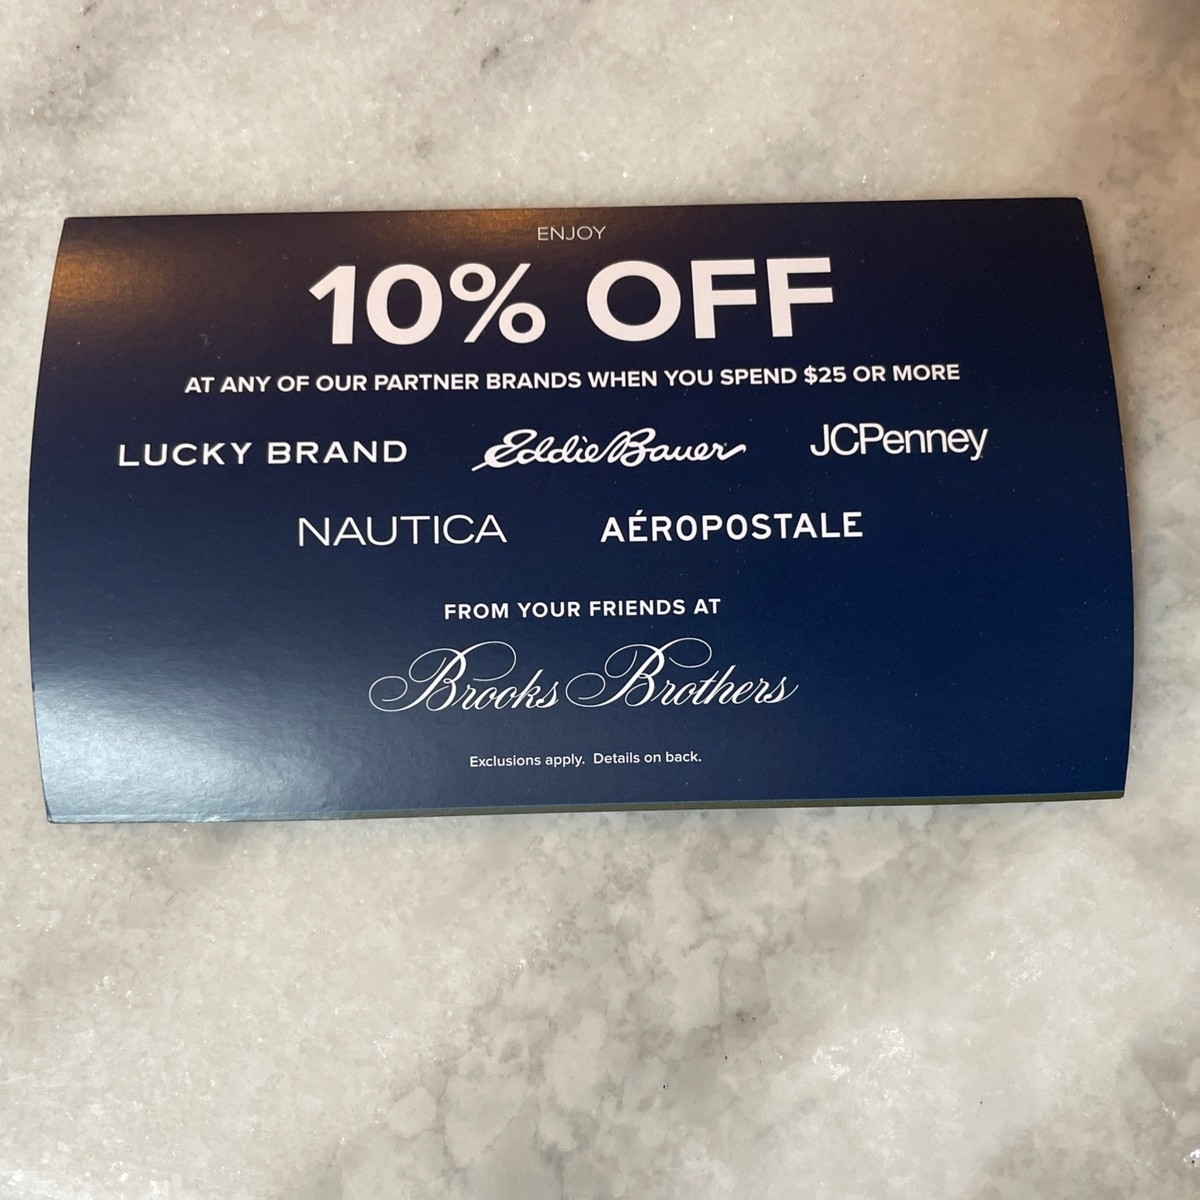 ENJOY
10% OFF
AT ANY OF OUR PARTNER BRANDS WHEN YOU SPEND $25 OR MORE
LUCKY BRAND Eddie Bauer JCPenney
NAUTICA AÉROPOSTALE
FROM YOUR FRIENDS AT
Brooks Brothers
Exclusions apply. Details on back.